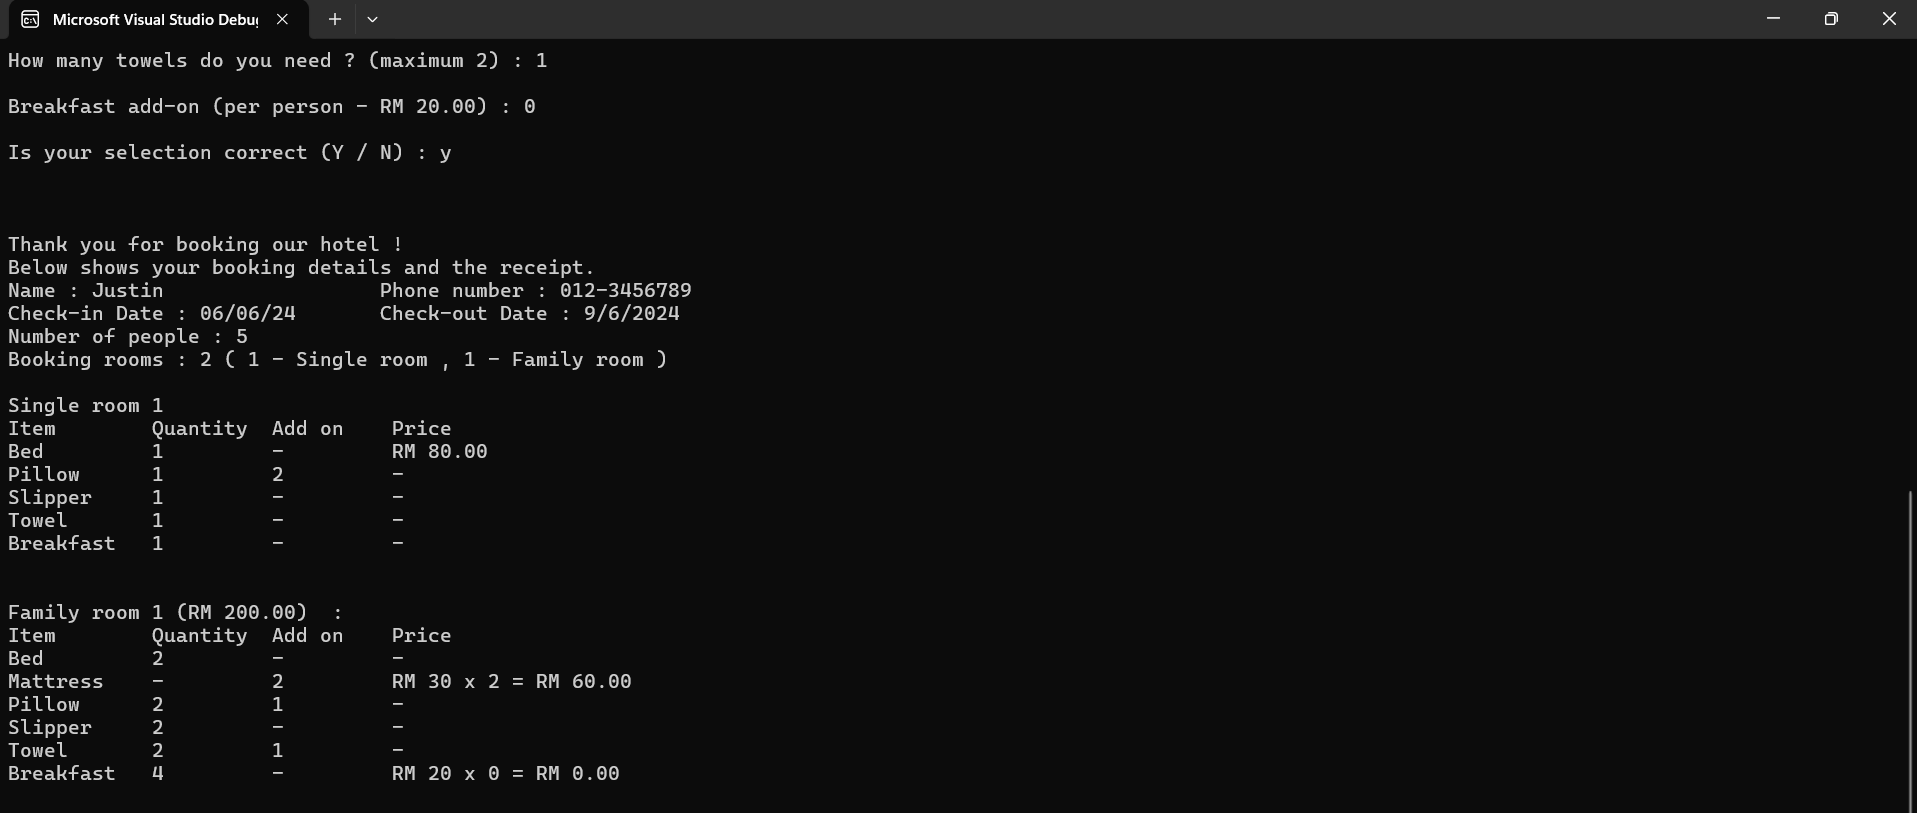 Microsoft Visual Studio Debug
How many towels do you need ? (maximum 2) : 1
Breakfast add-on (per person - RM 20.00) : 0
Is your selection correct (Y / N) : y
Thank you for booking our hotel !
Below shows your booking details and the receipt.
Name : Justin                  Phone number : 012-3456789
Check-in Date : 06/06/24       Check-out Date : 9/6/2024
Number of people : 5
Booking rooms : 2 ( 1 - Single room , 1 - Family room )
Single room 1
Item        Quantity  Add on    Price
Bed         1         -         RM 80.00
Pillow      1         2         -
Slipper     1         -         -
Towel       1         -         -
Breakfast   1         -         -
Family room 1 (RM 200.00)  :
Item        Quantity  Add on    Price
Bed         2         -         -
Mattress    -         2         RM 30 x 2 = RM 60.00
Pillow      2         1         -
Slipper     2         -         -
Towel       2         1         -
Breakfast   4         -         RM 20 x 0 = RM 0.00